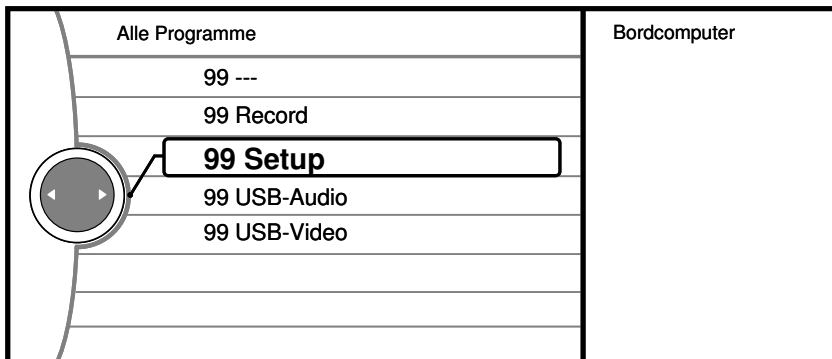 Alle Programme
99 ---
99 Record
99 Setup
99 USB-Audio
99 USB-Video
Bordcomputer